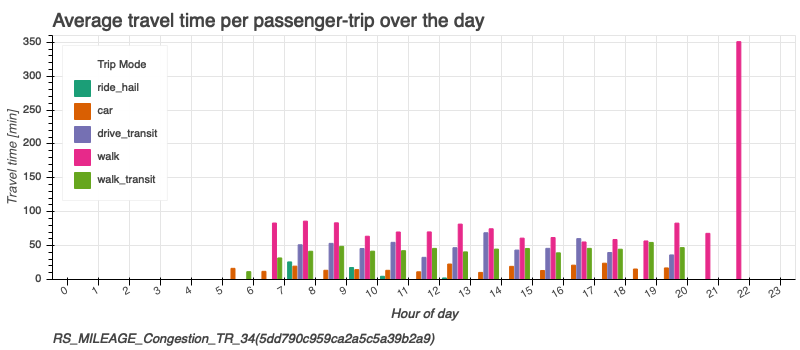 Average travel time per passenger-trip over the day
Travel time [min]
350
300
250
200
150
100
50
0
Trip Mode
ride_hail
car
drive_transit
walk
walk_transit
0 1 2 3 4 5 6 7 8 9 10 11 12 13 14 15 16 17 18 19 20 21 22 23
Hour of day
RS_MILEAGE_Congestion_TR_34(5dd790c959ca2a5c5a39b2a9)